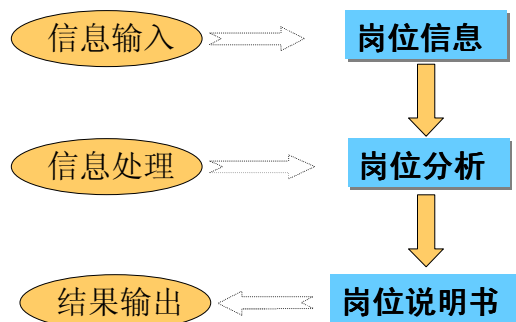 信息输入
岗位信息
信息处理
岗位分析
结果输出
岗位说明书